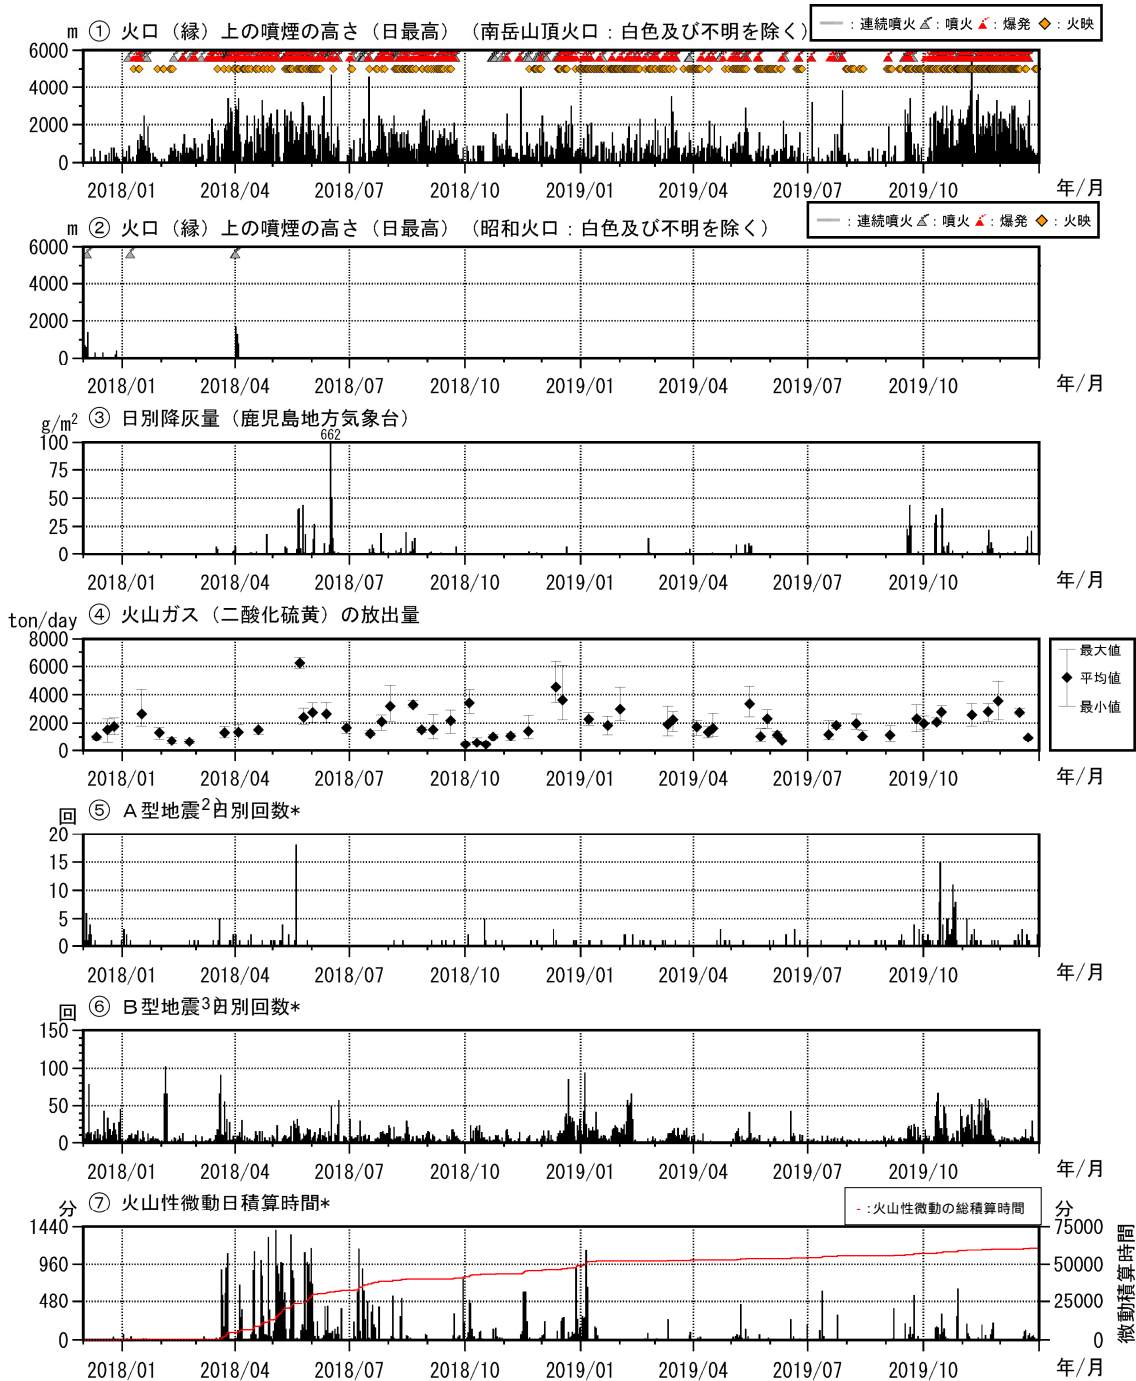 m ① 火口（縁）上の噴煙の高さ（日最高）（南岳山頂火口：白色及び不明を除く）
：連続噴火 ：噴火 ：爆発 ：火映
6000
4000
2000
0
2018/01 2018/04 2018/07 2018/10 2019/01 2019/04 2019/07 2019/10 年/月
m ② 火口（縁）上の噴煙の高さ（日最高）（昭和火口：白色及び不明を除く）
：連続噴火 ：噴火 ：爆発 ：火映
6000
4000
2000
0
2018/01 2018/04 2018/07 2018/10 2019/01 2019/04 2019/07 2019/10 年/月
g/m² ③ 日別降灰量（鹿児島地方気象台）
662
100
75
50
25
0
2018/01 2018/04 2018/07 2018/10 2019/01 2019/04 2019/07 2019/10 年/月
ton/day ④ 火山ガス（二酸化硫黄）の放出量
8000
6000
4000
2000
0
最大値
平均値
最小値
2018/01 2018/04 2018/07 2018/10 2019/01 2019/04 2019/07 2019/10 年/月
回 ⑤ Ａ型地震2)日別回数*
20
15
10
5
0
2018/01 2018/04 2018/07 2018/10 2019/01 2019/04 2019/07 2019/10 年/月
回 ⑥ Ｂ型地震3)日別回数*
150
100
50
0
2018/01 2018/04 2018/07 2018/10 2019/01 2019/04 2019/07 2019/10 年/月
分 ⑦ 火山性微動日積算時間*
-：火山性微動の総積算時間
分
1440
960
480
0
75000
50000
25000
0
微動積算時間
2018/01 2018/04 2018/07 2018/10 2019/01 2019/04 2019/07 2019/10 年/月